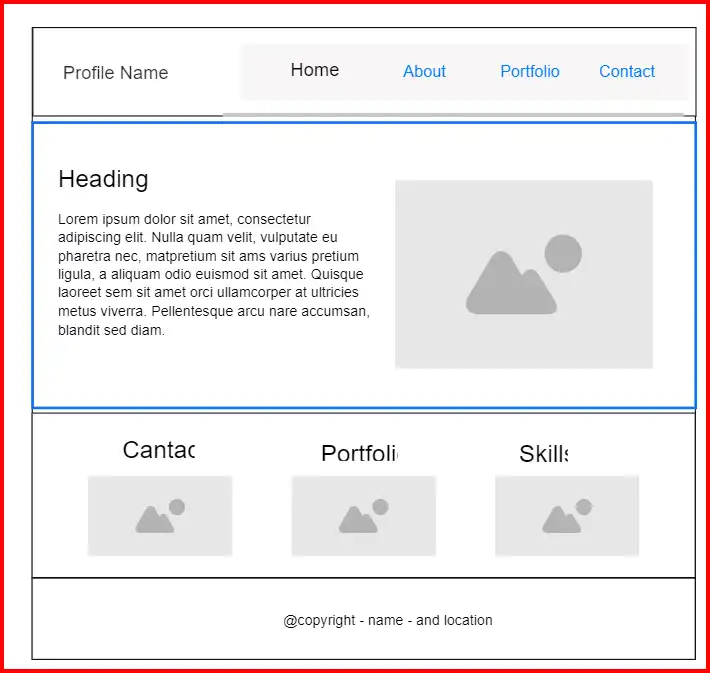 Profile Name
Home
About
Portfolio
Contact
Heading
Lorem ipsum dolor sit amet, consectetur
adipiscing elit. Nulla quam velit, vulputate eu
pharetra nec, matpretium sit ams varius pretium
ligula, a aliquam odio euismod sit amet. Quisque
laoreet sem sit amet orci ullamcorper at ultricies
metus viverra. Pellentesque arcu nare accumsan,
blandit sed diam.
Cantac
Portfoli
Skills
@copyright - name - and location